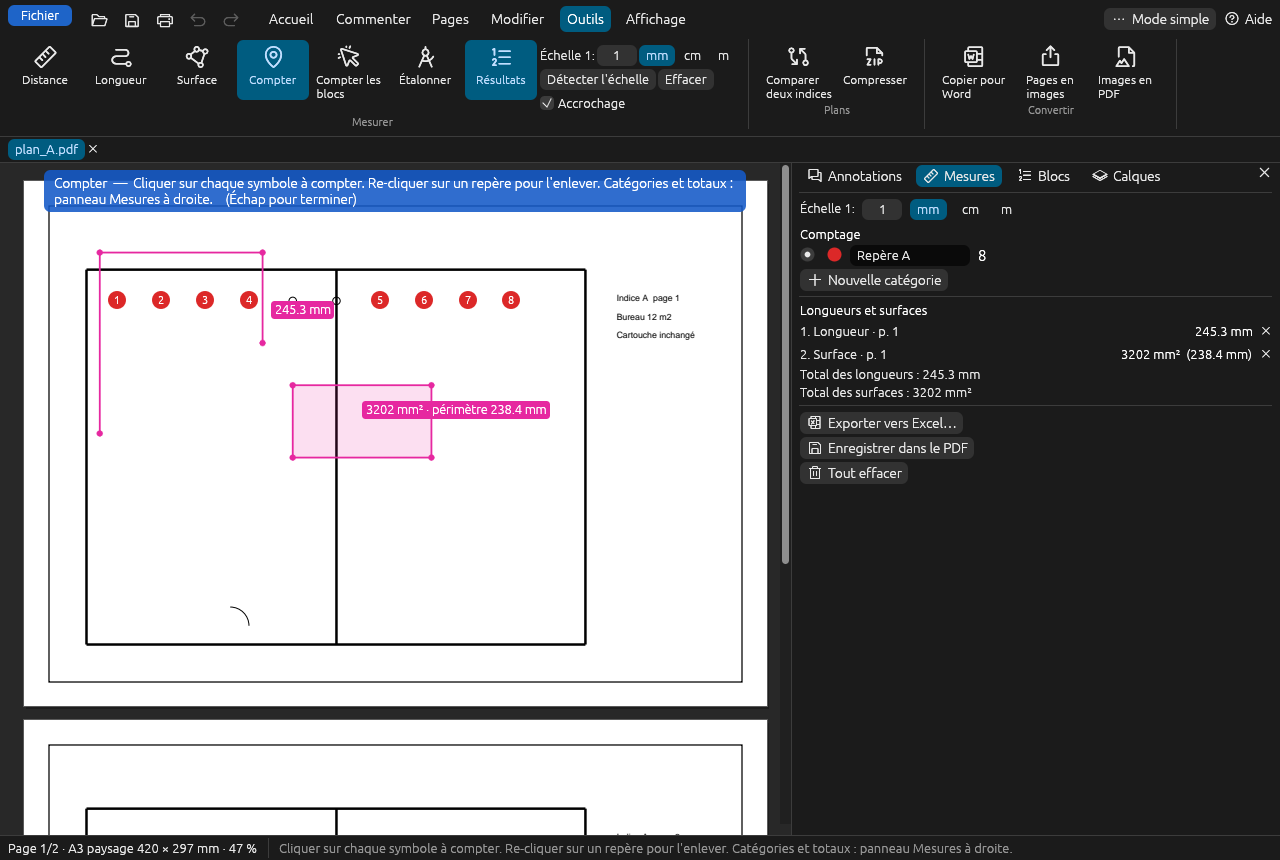 Fichier
Accueil Commenter Pages Modifier Outils Affichage
··· Mode simple Aide
Distance
Longueur
Surface
Compter
Compter les
blocs
Étalonner
Résultats
Échelle 1: 1 mm cm m
Détecter l'échelle Effacer
Accrochage
Mesurer
Comparer
deux indices
ZIP
Compresser
Plans
Copier pour
Word
Pages en
images
Images en
PDF
Convertir
plan_A.pdf
Compter — Cliquer sur chaque symbole à compter. Re-cliquer sur un repère pour l'enlever. Catégories et totaux :
panneau Mesures à droite. (Échap pour terminer)
1 2 3 4 5 6 7 8
245.3 mm
Indice A page 1
Bureau 12 m2
Cartouche inchangé
3202 mm² · périmètre 238.4 mm
Annotations Mesures Blocs Calques
Échelle 1: 1 mm cm m
Comptage
Repère A 8
Nouvelle catégorie
Longueurs et surfaces
1. Longueur · p. 1 245.3 mm
2. Surface · p. 1 3202 mm² (238.4 mm)
Total des longueurs : 245.3 mm
Total des surfaces : 3202 mm²
Exporter vers Excel…
Enregistrer dans le PDF
Tout effacer
Page 1/2 · A3 paysage 420 × 297 mm · 47 %
Cliquer sur chaque symbole à compter. Re-cliquer sur un repère pour l'enlever. Catégories et totaux : panneau Mesures à droite.